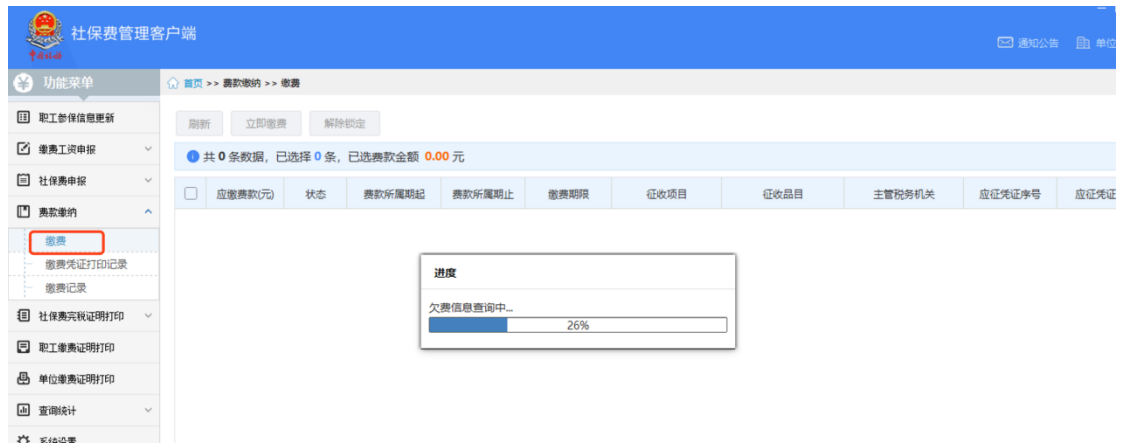 社保费管理客户端
通知公告 单位
功能菜单
首页 >> 费款缴纳 >> 缴费
职工参保信息更新
刷新 立即缴费 解除锁定
缴费工资申报
共 0 条数据，已选择 0 条，已选费款金额 0.00 元
社保费申报
应缴费款(元) 状态 费款所属期起 费款所属期止 缴费期限 征收项目 征收品目 主管税务机关 应征凭证序号 应征凭证
费款缴纳
缴费
缴费凭证打印记录
缴费记录
进度
欠费信息查询中...
26%
社保费完税证明打印
职工缴费证明打印
单位缴费证明打印
查询统计
系统设置